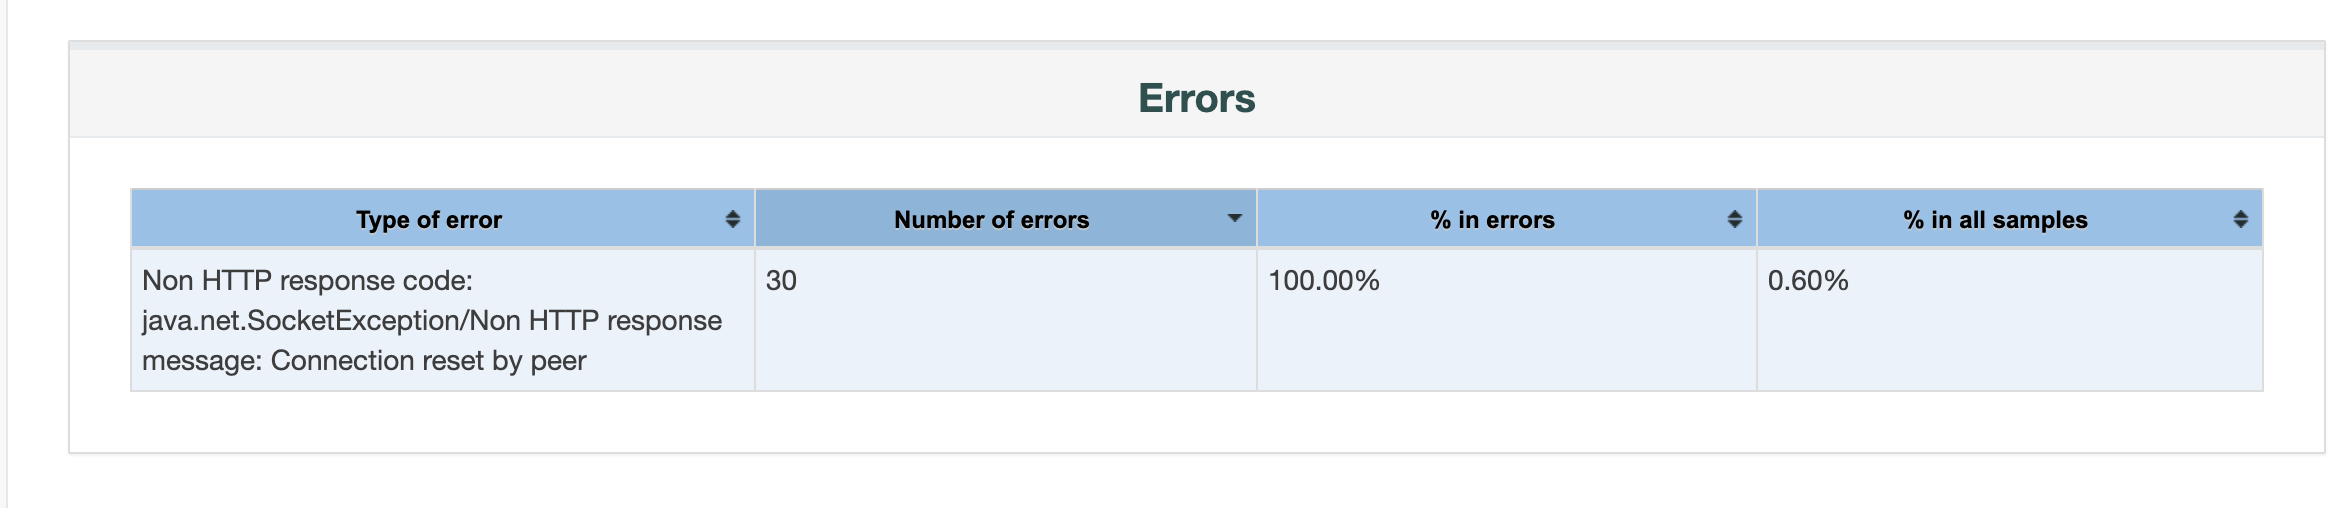 Errors
Type of error
Number of errors
% in errors
% in all samples
Non HTTP response code:
java.net.SocketException/Non HTTP response
message: Connection reset by peer
30
100.00%
0.60%